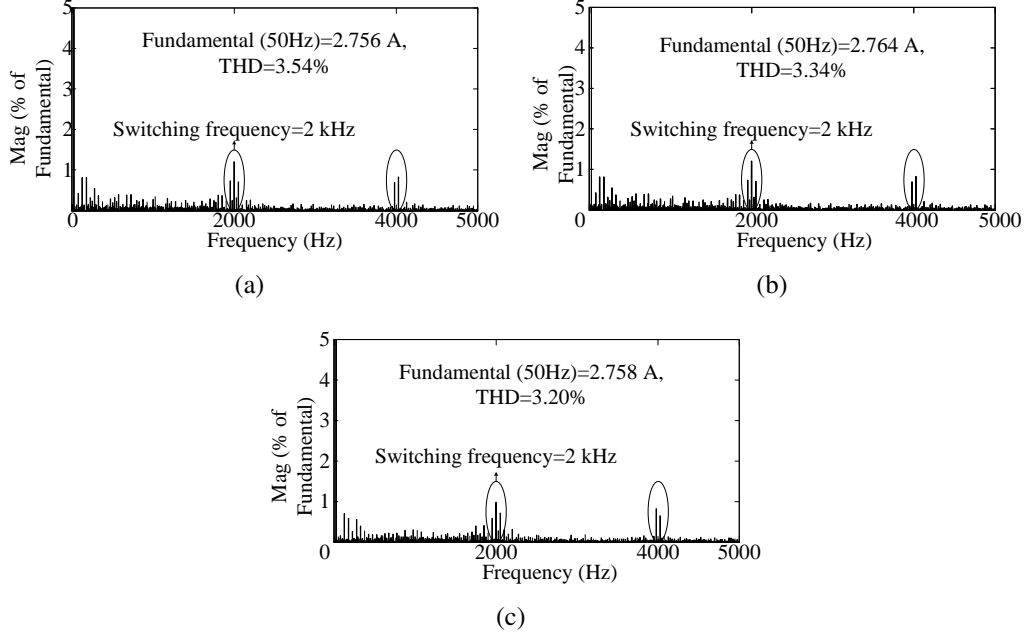 5
4
3
2
1
0
2000
4000
5000
Mag (% of
Fundamental)
Fundamental (50Hz)=2.756 A,
THD=3.54%
Switching frequency=2 kHz
Frequency (Hz)
(a)
5
4
3
2
1
0
2000
4000
5000
Mag (% of
Fundamental)
Fundamental (50Hz)=2.764 A,
THD=3.34%
Switching frequency=2 kHz
Frequency (Hz)
(b)
5
4
3
2
1
0
2000
4000
5000
Mag (% of
Fundamental)
Fundamental (50Hz)=2.758 A,
THD=3.20%
Switching frequency=2 kHz
Frequency (Hz)
(c)